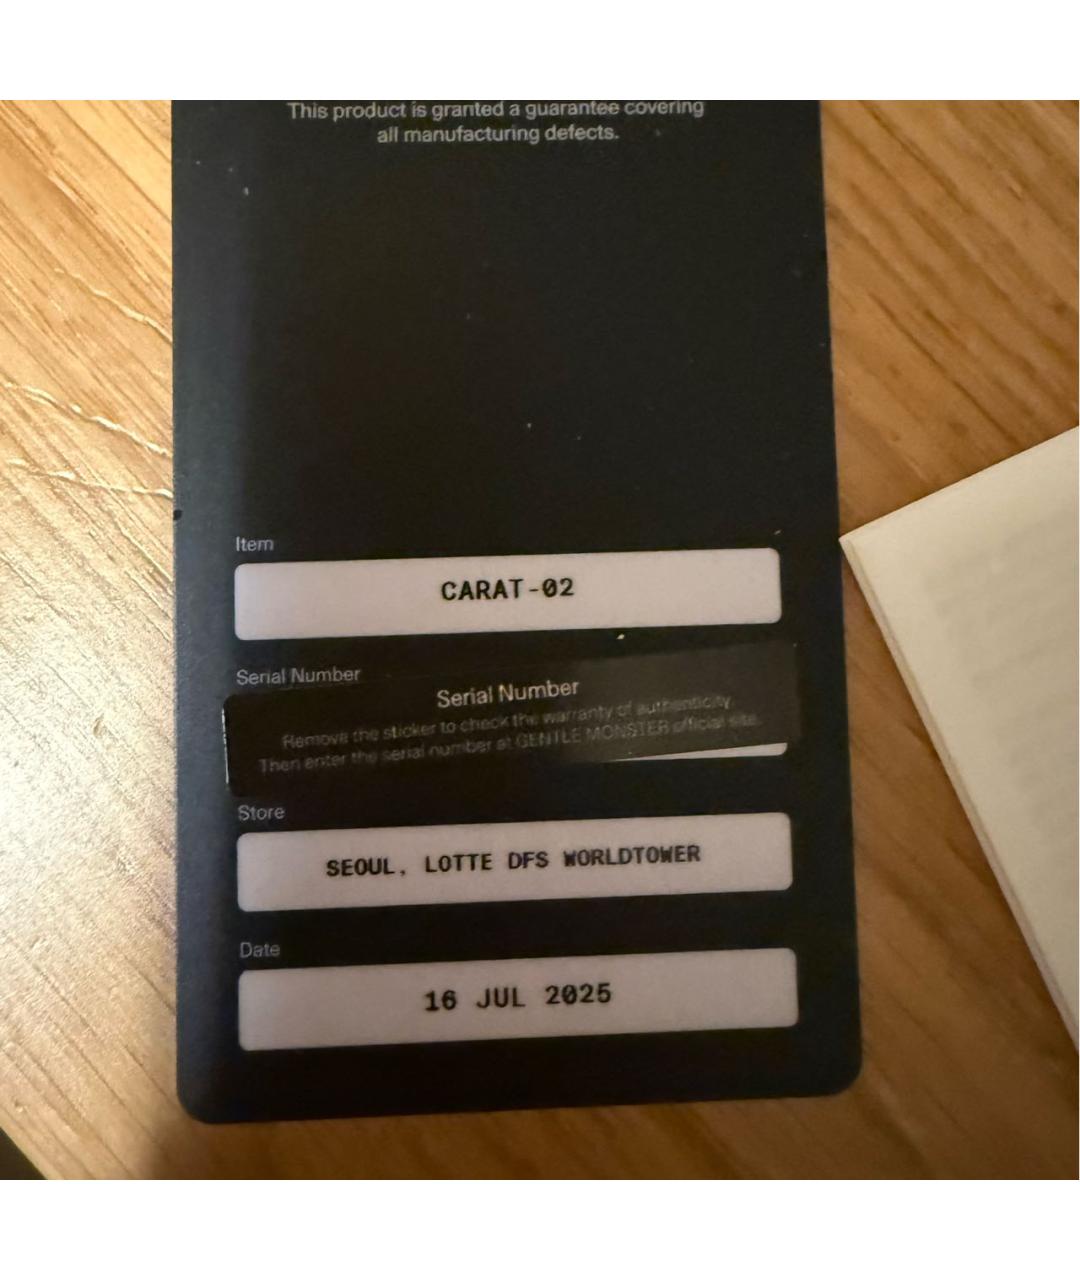 This product is granted a guarantee covering
all manufacturing defects.
Item
CARAT-02
Serial Number
Serial Number
Remove the sticker to check the warranty of authenticity.
Then enter the serial number at GENTLE MONSTER official site.
Store
SEOUL, LOTTE DFS WORLDTOWER
Date
16 JUL 2025